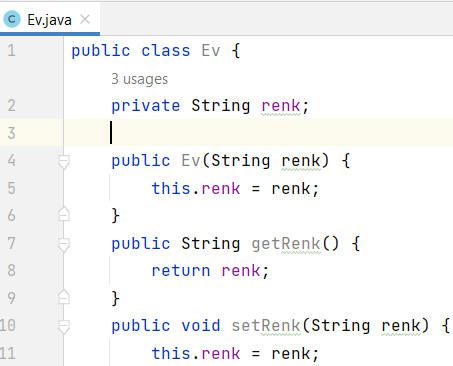 Ev.java
1 public class Ev {
3 usages
2 private String renk;
3
4 public Ev(String renk) {
5 this.renk = renk;
6 }
7 public String getRenk() {
8 return renk;
9 }
10 public void setRenk(String renk) {
11 this.renk = renk;